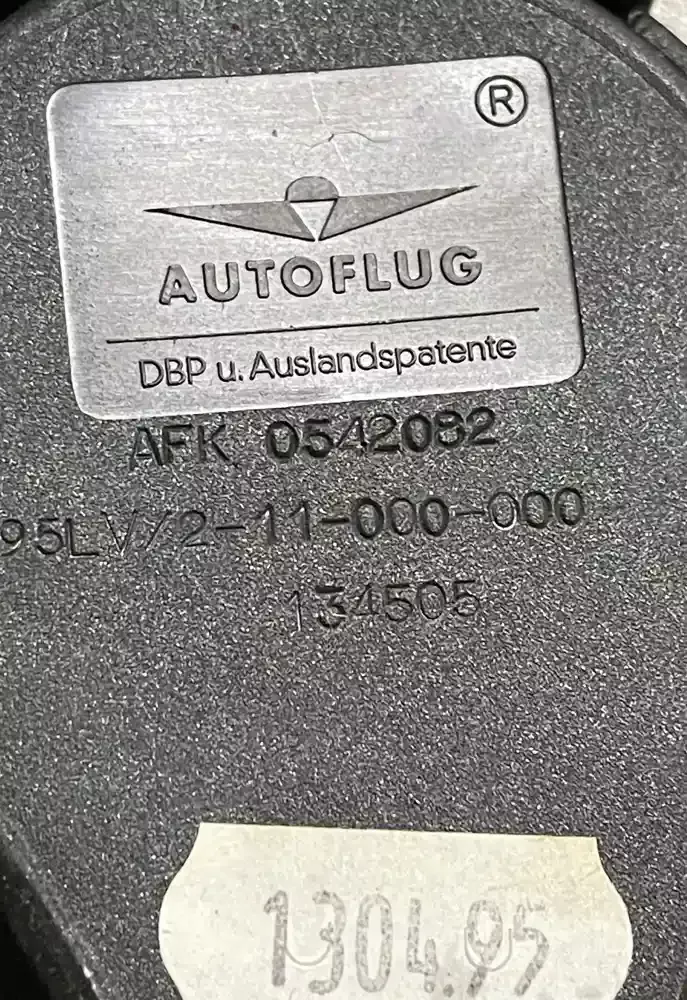 ®
AUTOFLUG
DBP u. Auslandspatente
AFK 0542082
95LV/2-11-000-000
134505
1304.95